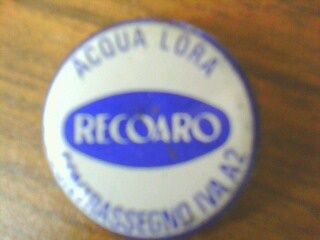 ACQUA LORA
RECOARO
CONTRASSEGNO IVA A2